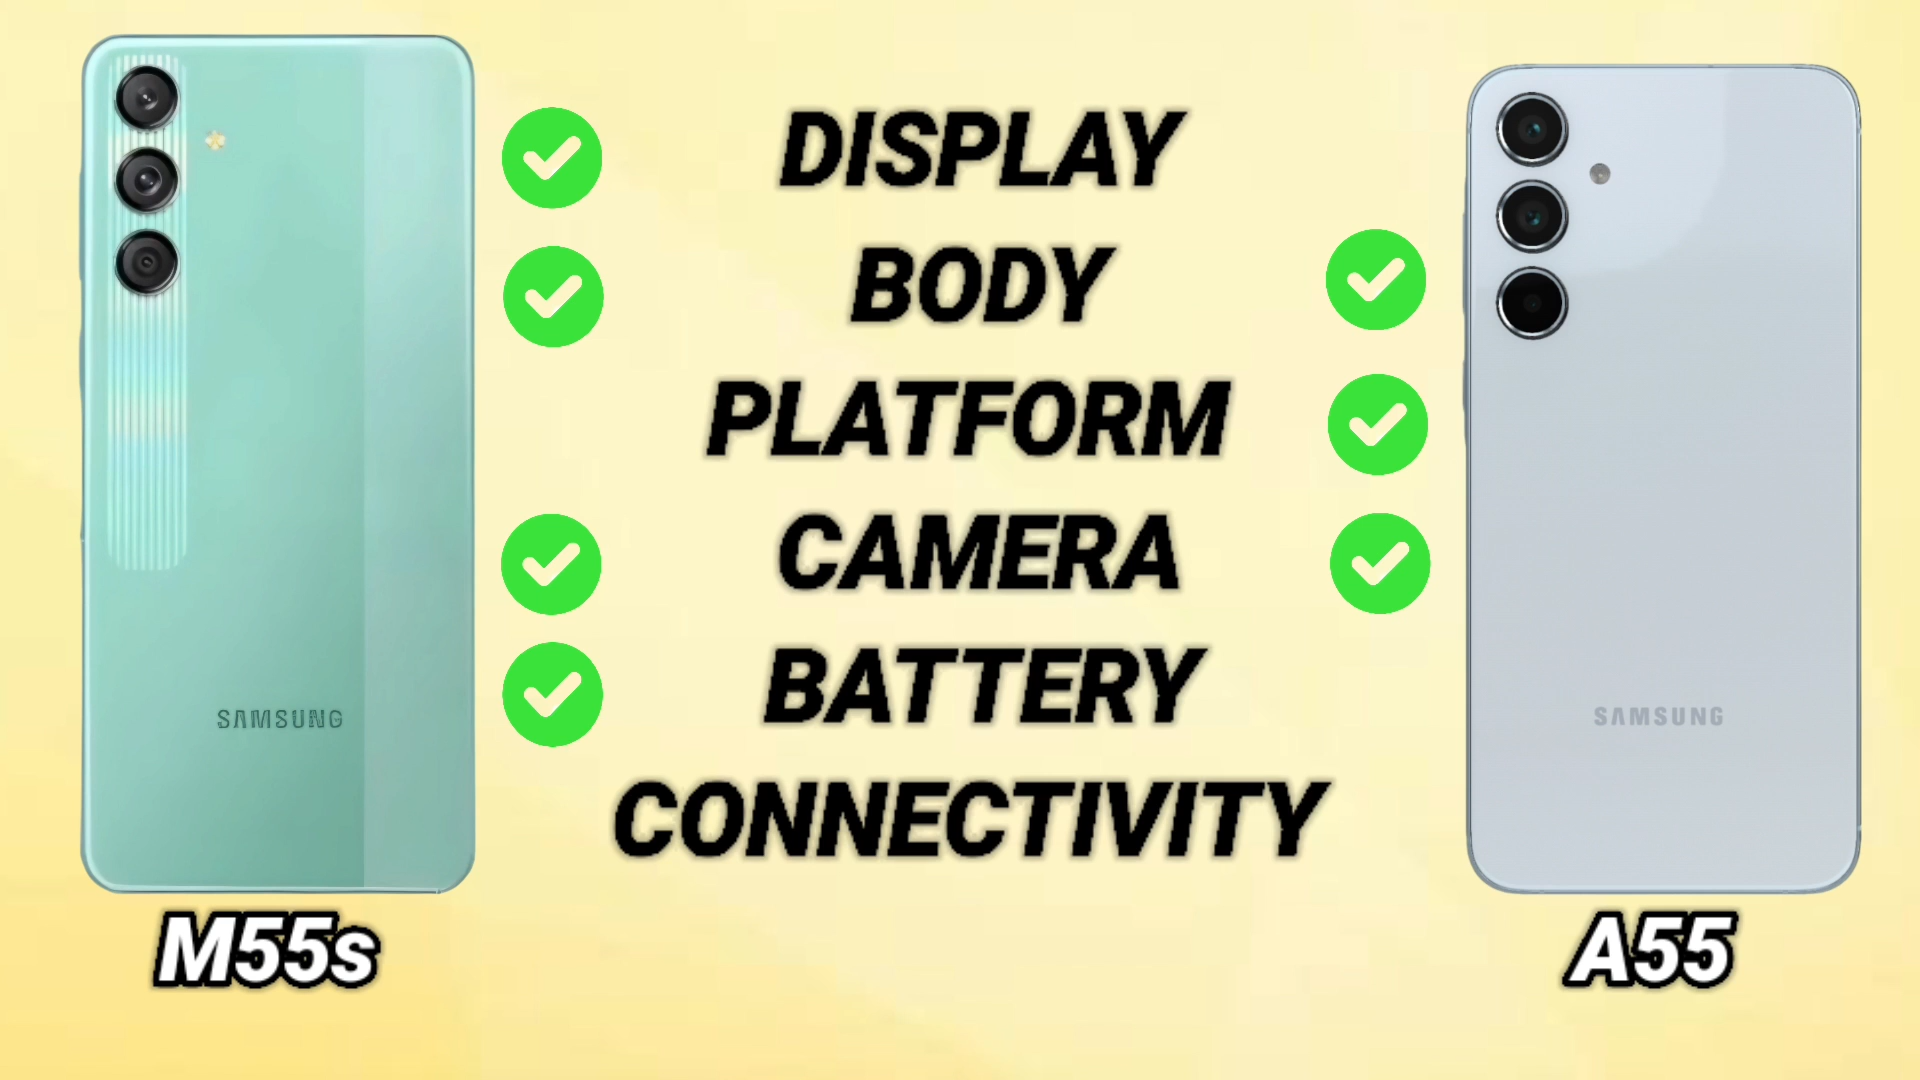 DISPLAY
BODY
PLATFORM
CAMERA
BATTERY
CONNECTIVITY
SAMSUNG
SAMSUNG
M55s
A55